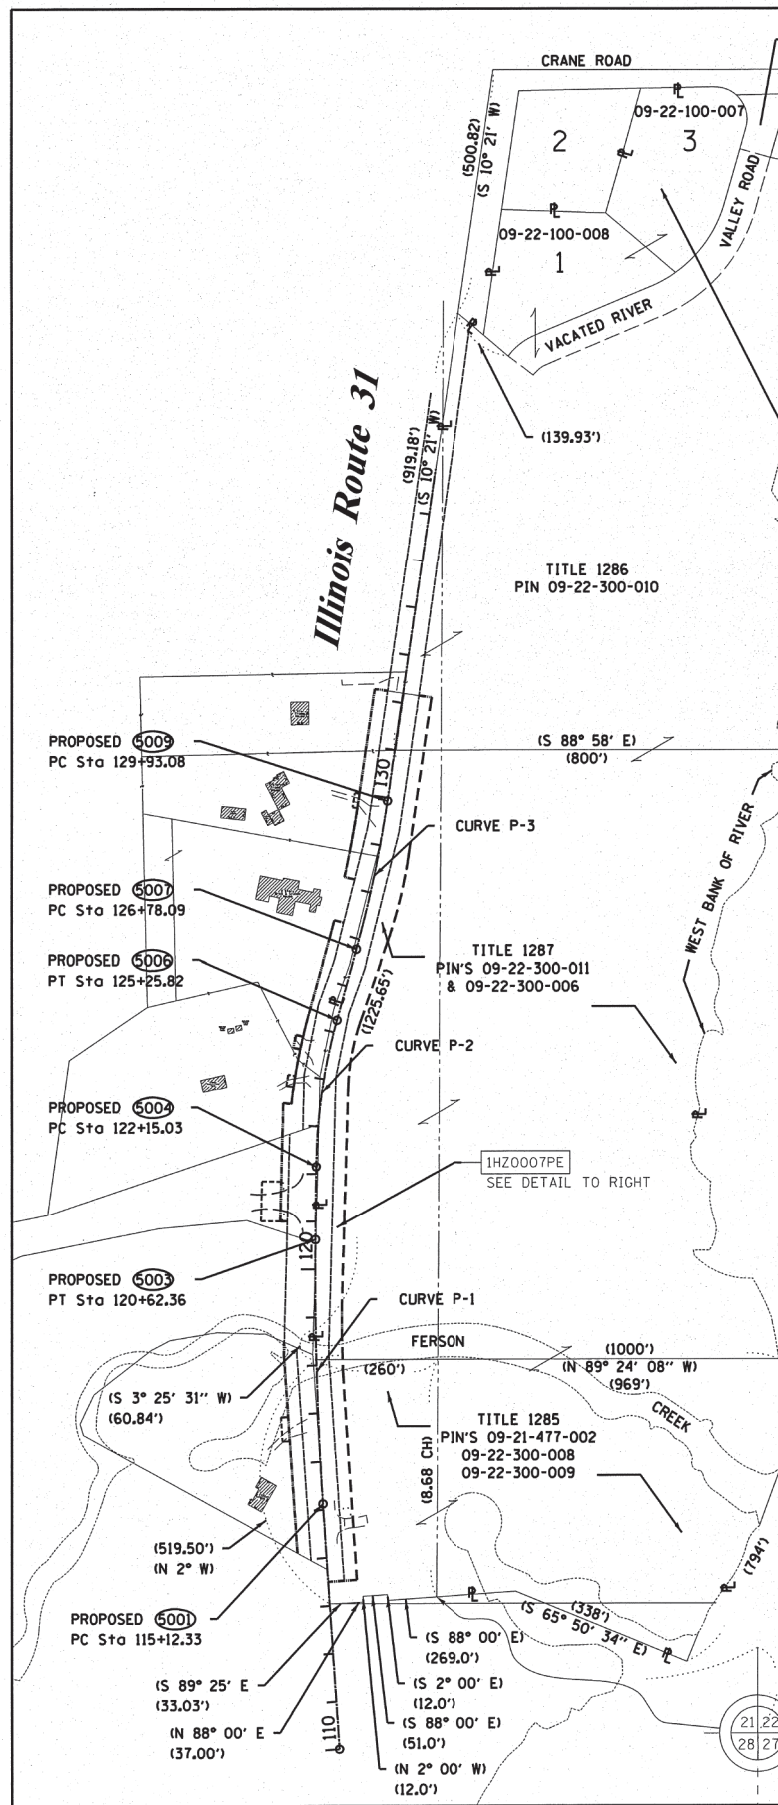 CRANE ROAD
09-22-100-007
2
3
(500.82)
(S 10° 21' W)
VALLEY ROAD
09-22-100-008
1
VACATED RIVER
(139.93')
Illinois Route 31
(919.18')
(S 10° 21' W)
TITLE 1286
PIN 09-22-300-010
(S 88° 58' E)
(800')
PROPOSED 5009
PC Sta 129+93.08
130
CURVE P-3
WEST BANK OF RIVER
PROPOSED 5007
PC Sta 126+78.09
PROPOSED 5006
PT Sta 125+25.82
TITLE 1287
PIN'S 09-22-300-011
& 09-22-300-006
(1225.65')
CURVE P-2
PROPOSED 5004
PC Sta 122+15.03
1HZ0007PE
SEE DETAIL TO RIGHT
120
PROPOSED 5003
PT Sta 120+62.36
CURVE P-1
FERSON
(1000')
(N 89° 24' 08" W)
(969')
(260')
(S 3° 25' 31" W)
(60.84')
CREEK
TITLE 1285
PIN'S 09-21-477-002
09-22-300-008
09-22-300-009
(8.68 CH)
(519.50')
(N 2° W)
(794')
PROPOSED 5001
PC Sta 115+12.33
(338')
(S 65° 50' 34" E)
(S 88° 00' E)
(269.0')
(S 89° 25' E
(33.03')
(S 2° 00' E)
(12.0')
(N 88° 00' E
(37.00')
(S 88° 00' E)
(51.0')
110
(N 2° 00' W)
(12.0')
21 22
28 27